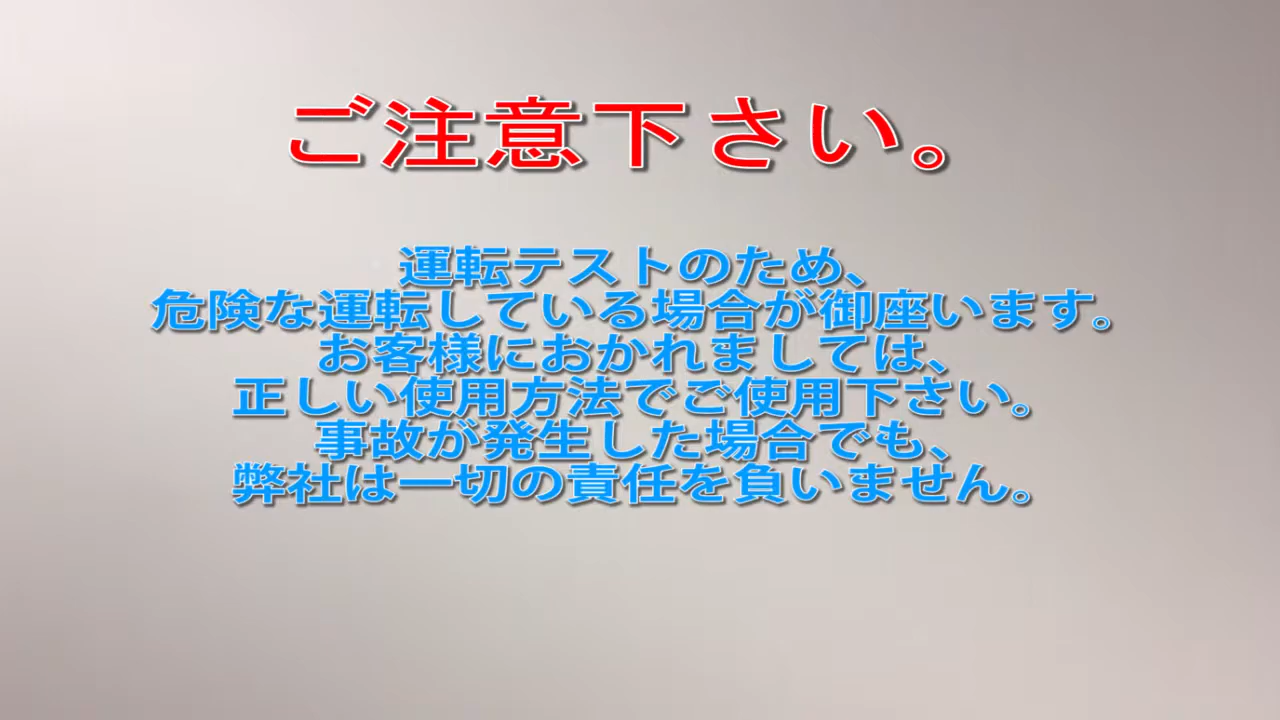 ご注意下さい。
運転テストのため、
危険な運転している場合が御座います。
お客様におかれましては、
正しい使用方法でご使用下さい。
事故が発生した場合でも、
弊社は一切の責任を負いません。